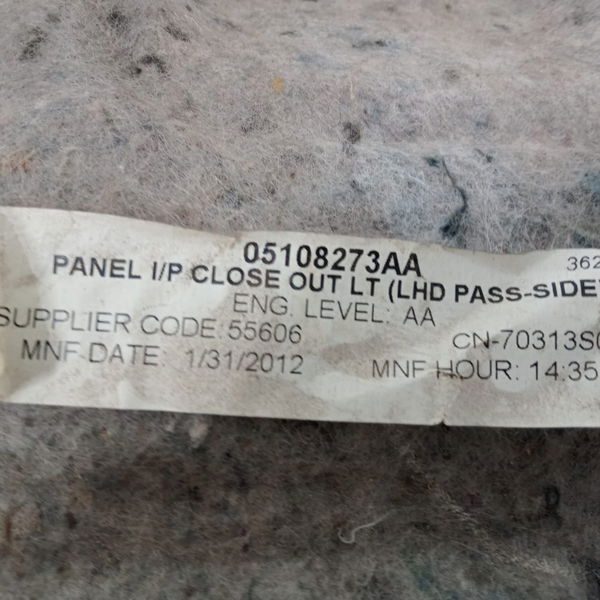 05108273AA 362
PANEL I/P CLOSE OUT LT (LHD PASS-SIDE)
ENG. LEVEL: AA
SUPPLIER CODE: 55606 CN-70313S
MNF-DATE: 1/31/2012 MNF HOUR: 14:35